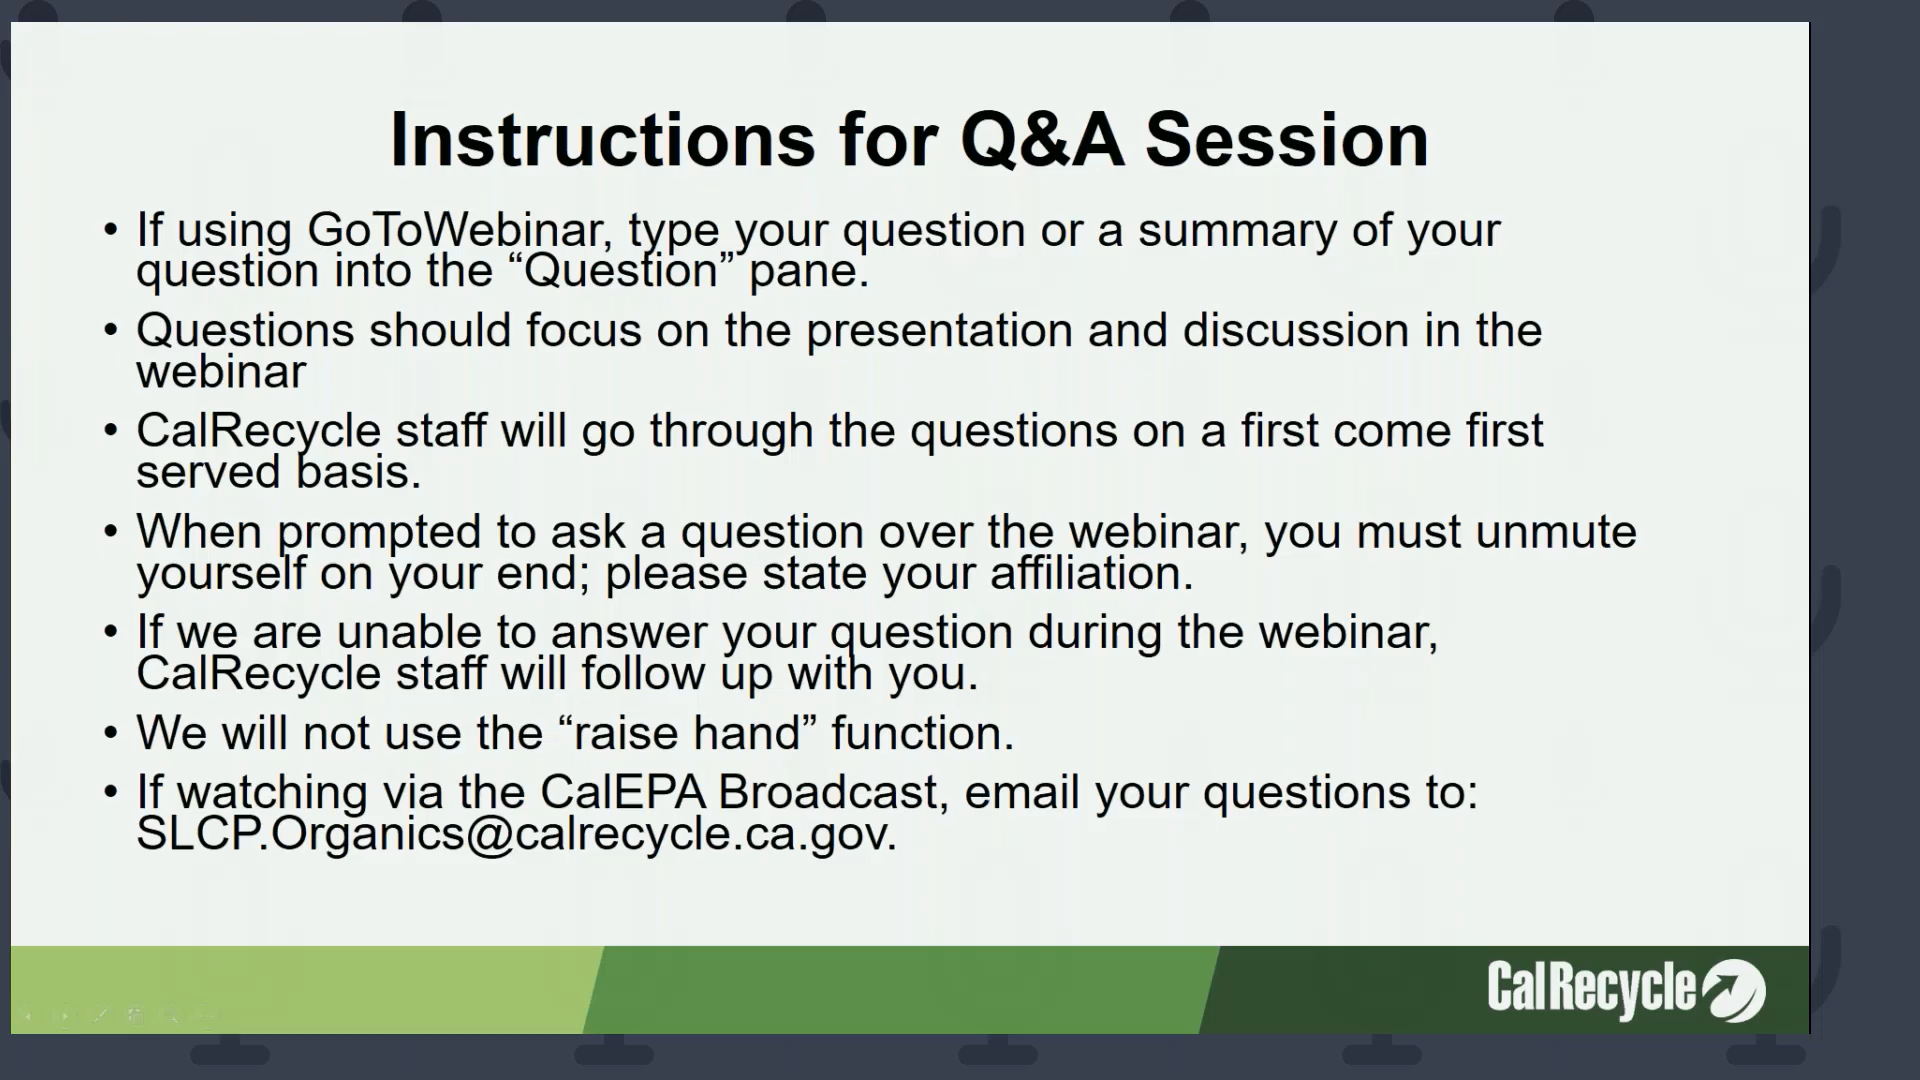 Instructions for Q&A Session
• If using GoToWebinar, type your question or a summary of your
question into the “Question” pane.
• Questions should focus on the presentation and discussion in the
webinar
• CalRecycle staff will go through the questions on a first come first
served basis.
• When prompted to ask a question over the webinar, you must unmute
yourself on your end; please state your affiliation.
• If we are unable to answer your question during the webinar,
CalRecycle staff will follow up with you.
• We will not use the “raise hand” function.
• If watching via the CalEPA Broadcast, email your questions to:
SLCP.Organics@calrecycle.ca.gov.
CalRecycle